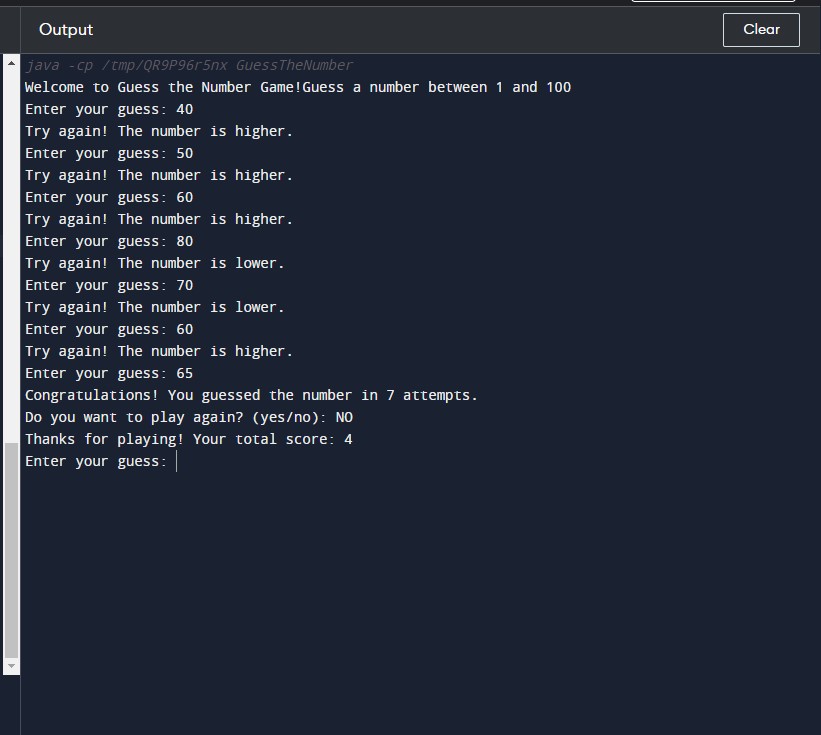 Output
Clear
java -cp /tmp/QR9P96r5nx GuessTheNumber
Welcome to Guess the Number Game!Guess a number between 1 and 100
Enter your guess: 40
Try again! The number is higher.
Enter your guess: 50
Try again! The number is higher.
Enter your guess: 60
Try again! The number is higher.
Enter your guess: 80
Try again! The number is lower.
Enter your guess: 70
Try again! The number is lower.
Enter your guess: 60
Try again! The number is higher.
Enter your guess: 65
Congratulations! You guessed the number in 7 attempts.
Do you want to play again? (yes/no): NO
Thanks for playing! Your total score: 4
Enter your guess: